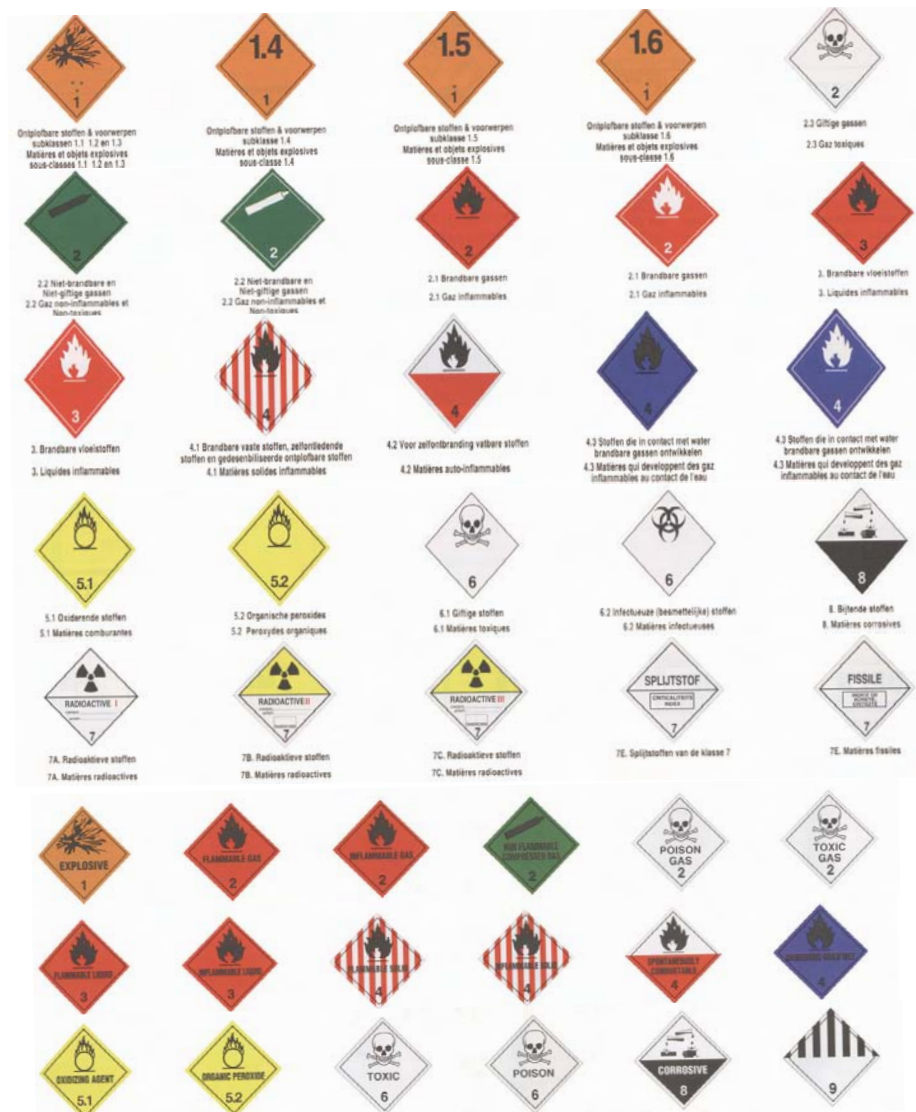 1
1.4
1
1.5
1
1.6
1
2
Ontplofbare stoffen & voorwerpen
subklassen 1.1 1.2 en 1.3
Matières et objets explosives
sous-classes 1.1 1.2 en 1.3
Ontplofbare stoffen & voorwerpen
subklasse 1.4
Matières et objets explosives
sous-classe 1.4
Ontplofbare stoffen & voorwerpen
subklasse 1.5
Matières et objets explosives
sous-classe 1.5
Ontplofbare stoffen & voorwerpen
subklasse 1.6
Matières et objets explosives
sous-classe 1.6
2.3 Giftige gassen
2.3 Gaz toxiques
2
2
2
2
3
2.2 Niet-brandbare en
Niet-giftige gassen
2.2 Gaz non-inflammables et
Non-toxiques
2.2 Niet-brandbare en
Niet-giftige gassen
2.2 Gaz non-inflammables et
Non-toxiques
2.1 Brandbare gassen
2.1 Gaz inflammables
2.1 Brandbare gassen
2.1 Gaz inflammables
3. Brandbare vloeistoffen
3. Liquides inflammables
3
4
4
4
4
3. Brandbare vloeistoffen
3. Liquides inflammables
4.1 Brandbare vaste stoffen, zelfontledende
stoffen en gedesenbiliseerde ontplofbare stoffen
4.1 Matières solides inflammables
4.2 Voor zelfontbranding vatbare stoffen
4.2 Matières auto-inflammables
4.3 Stoffen die in contact met water
brandbare gassen ontwikkelen
4.3 Matières qui developpent des gaz
inflammables au contact de l'eau
4.3 Stoffen die in contact met water
brandbare gassen ontwikkelen
4.3 Matières qui developpent des gaz
inflammables au contact de l'eau
5.1
5.2
6
6
8
5.1 Oxiderende stoffen
5.1 Matières comburantes
5.2 Organische peroxides
5.2 Peroxydes organiques
6.1 Giftige stoffen
6.1 Matières toxiques
6.2 Infectueuze (besmettelijke) stoffen
6.2 Matières infectueuses
8. Bijtende stoffen
8. Matières corrosives
RADIOACTIVE I
7
RADIOACTIVE II
7
RADIOACTIVE III
7
SPLIJTSTOF
CRITICALITEITS
INDEX
7
FISSILE
7
7A. Radioaktieve stoffen
7A. Matières radioactives
7B. Radioaktieve stoffen
7B. Matières radioactives
7C. Radioaktieve stoffen
7C. Matières radioactives
7E. Splijtstoffen van de klasse 7
7E. Matières fissiles
EXPLOSIVE
1
FLAMMABLE GAS
2
INFLAMMABLE GAS
2
NON FLAMMABLE
COMPRESSED GAS
2
POISON
GAS
2
TOXIC
GAS
2
FLAMMABLE LIQUID
3
INFLAMMABLE LIQUID
3
FLAMMABLE SOLID
4
INFLAMMABLE SOLID
4
SPONTANEOUSLY
COMBUSTABLE
4
DANGEROUS WHEN WET
4
OXIDIZING AGENT
5.1
ORGANIC PEROXIDE
5.2
TOXIC
6
POISON
6
CORROSIVE
8
9